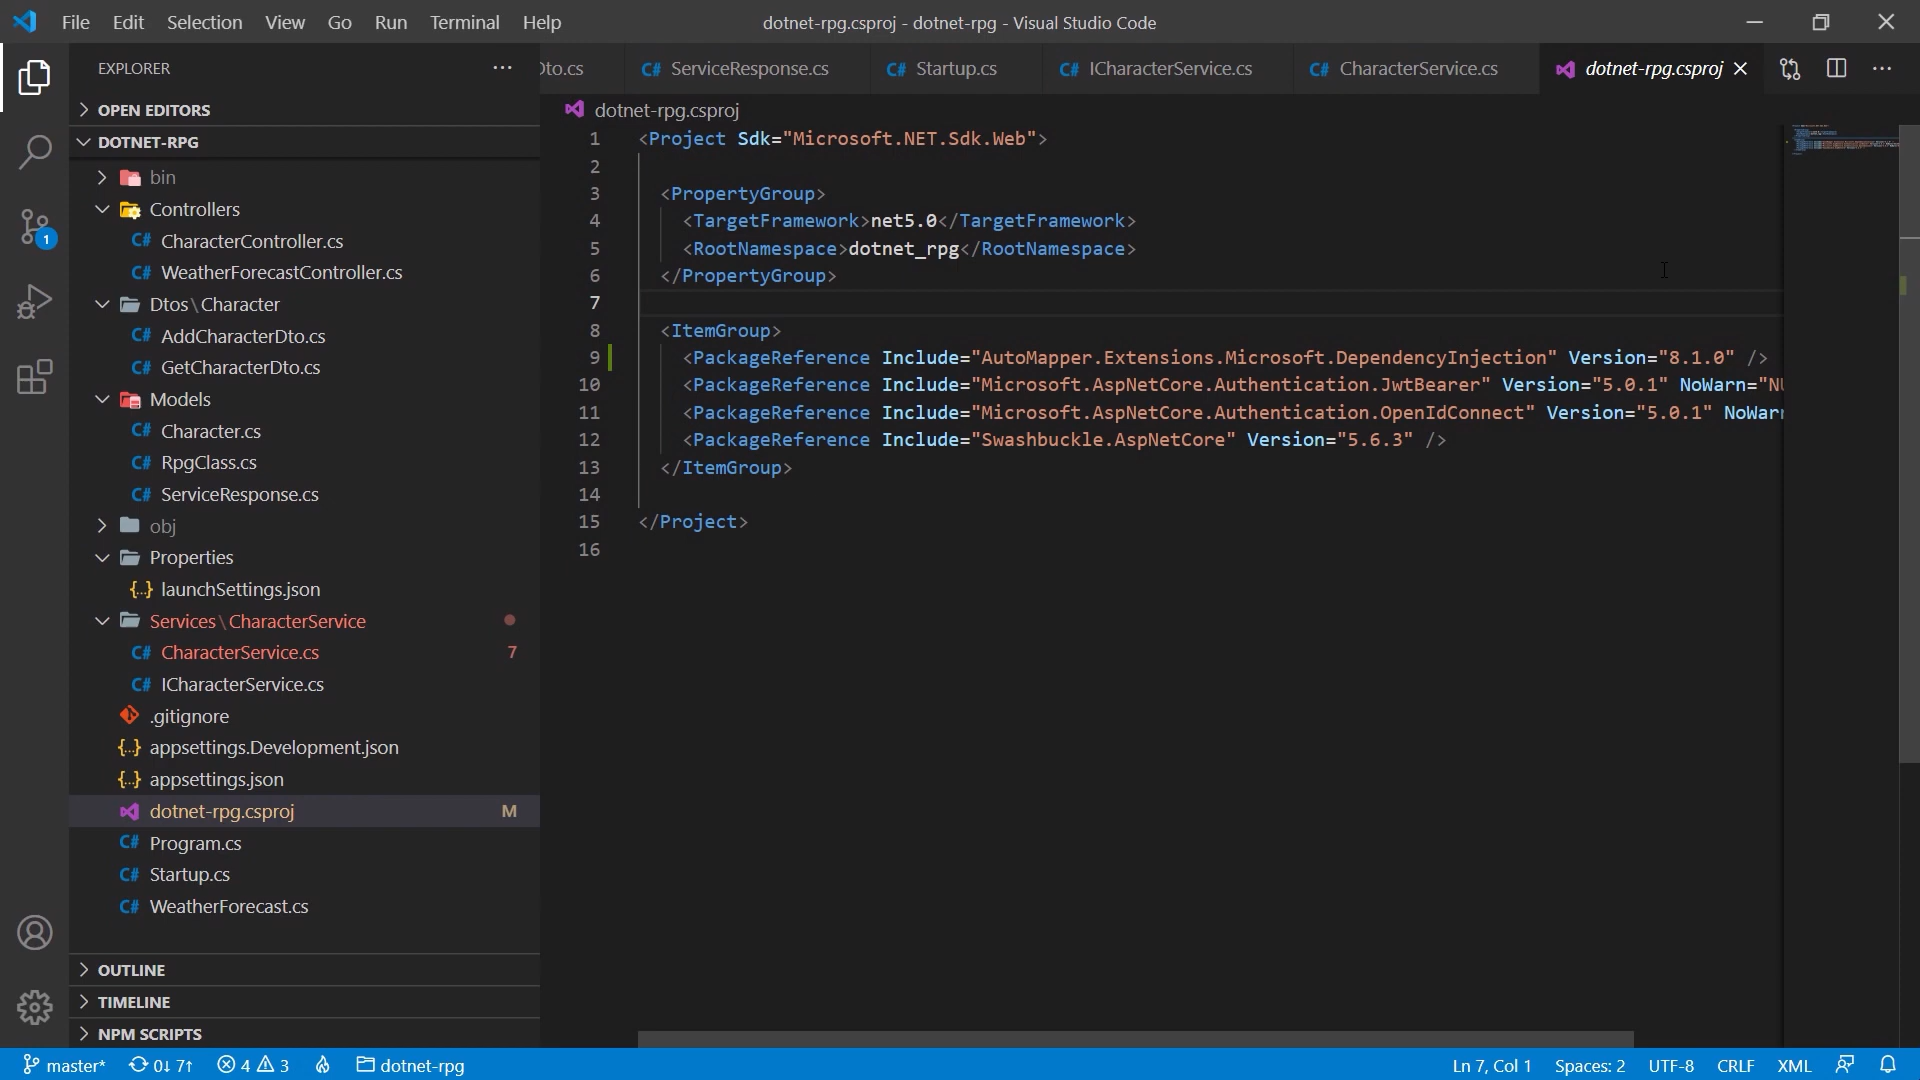 File Edit Selection View Go Run Terminal Help
dotnet-rpg.csproj - dotnet-rpg - Visual Studio Code
EXPLORER
OPEN EDITORS
DOTNET-RPG
bin
Controllers
C# CharacterController.cs
C# WeatherForecastController.cs
Dtos\Character
C# AddCharacterDto.cs
C# GetCharacterDto.cs
Models
C# Character.cs
C# RpgClass.cs
C# ServiceResponse.cs
obj
Properties
{..} launchSettings.json
Services\CharacterService
C# CharacterService.cs 7
C# ICharacterService.cs
.gitignore
{..} appsettings.Development.json
{..} appsettings.json
dotnet-rpg.csproj M
C# Program.cs
C# Startup.cs
C# WeatherForecast.cs
OUTLINE
TIMELINE
NPM SCRIPTS
1
Dto.cs C# ServiceResponse.cs C# Startup.cs C# ICharacterService.cs C# CharacterService.cs dotnet-rpg.csproj
dotnet-rpg.csproj
1 <Project Sdk="Microsoft.NET.Sdk.Web">
2
3 <PropertyGroup>
4 <TargetFramework>net5.0</TargetFramework>
5 <RootNamespace>dotnet_rpg</RootNamespace>
6 </PropertyGroup>
7
8 <ItemGroup>
9 <PackageReference Include="AutoMapper.Extensions.Microsoft.DependencyInjection" Version="8.1.0" />
10 <PackageReference Include="Microsoft.AspNetCore.Authentication.JwtBearer" Version="5.0.1" NoWarn="NU
11 <PackageReference Include="Microsoft.AspNetCore.Authentication.OpenIdConnect" Version="5.0.1" NoWarn
12 <PackageReference Include="Swashbuckle.AspNetCore" Version="5.6.3" />
13 </ItemGroup>
14
15 </Project>
16
master* 0↓ 7↑ 4 3 dotnet-rpg Ln 7, Col 1 Spaces: 2 UTF-8 CRLF XML